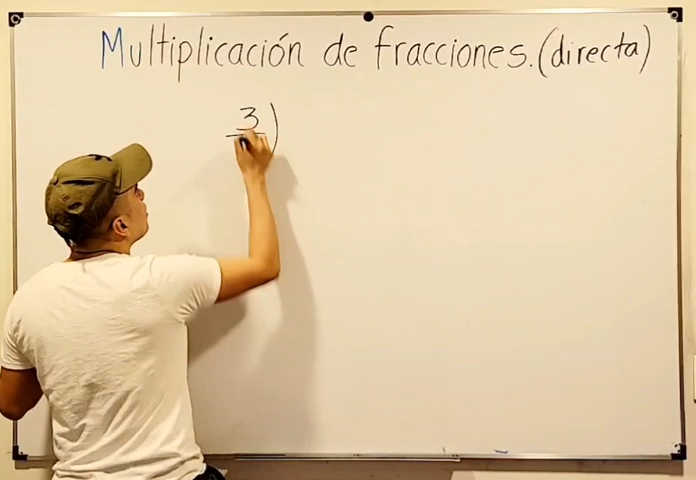 Multiplicación de fracciones. (directa)
3)